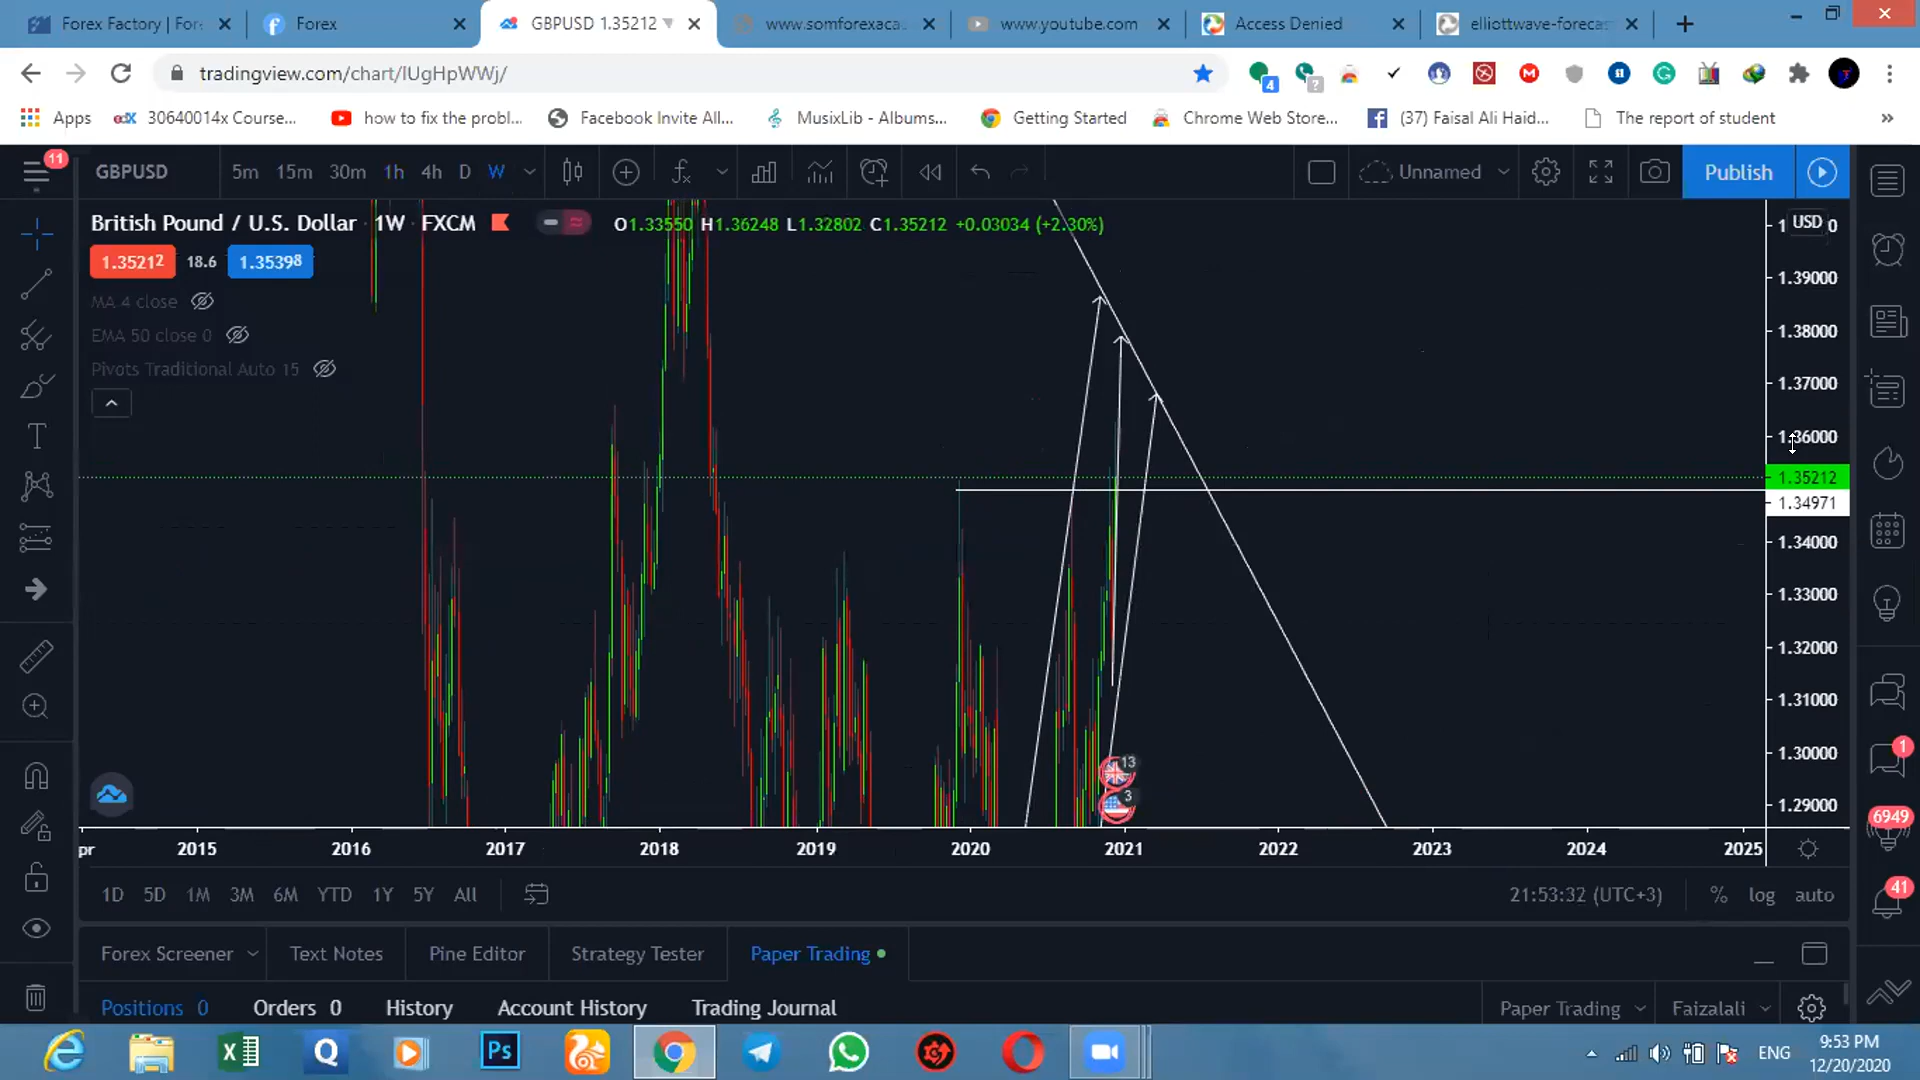 Forex Factory | For
Forex
GBPUSD 1.35212
www.somforexaca
www.youtube.com
Access Denied
elliottwave-forecas
tradingview.com/chart/lUgHpWWj/
4
?
Apps
30640014x Course...
how to fix the probl...
Facebook Invite All...
MusixLib - Albums...
Getting Started
Chrome Web Store...
(37) Faisal Ali Haid...
The report of student
»
11
GBPUSD
5m 15m 30m 1h 4h D W
Unnamed
Publish
British Pound / U.S. Dollar 1W FXCM
O1.33550 H1.36248 L1.32802 C1.35212 +0.03034 (+2.30%)
USD
1.35212
18.6
1.35398
MA 4 close
EMA 50 close 0
Pivots Traditional Auto 15
1.39000
1.38000
1.37000
1.36000
1.35212
1.34971
1.34000
1.33000
1.32000
1.31000
1.30000
1.29000
13
3
1
6949
41
pr 2015 2016 2017 2018 2019 2020 2021 2022 2023 2024 2025
1D 5D 1M 3M 6M YTD 1Y 5Y All
21:53:32 (UTC+3)
% log auto
Forex Screener
Text Notes
Pine Editor
Strategy Tester
Paper Trading
Positions 0
Orders 0
History
Account History
Trading Journal
Paper Trading
Faizalali
ENG
9:53 PM
12/20/2020